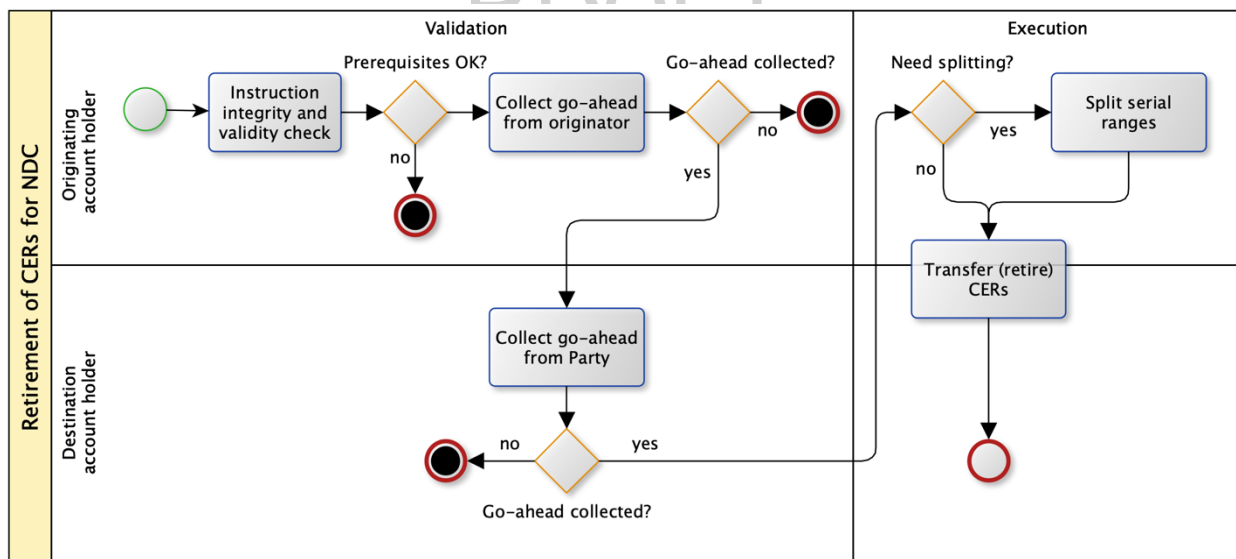 DRAFT
Validation
Execution
Retirement of CERs for NDC
Originating
account holder
Destination
account holder
Instruction
integrity and
validity check
Prerequisites OK?
no
Collect go-ahead
from originator
Go-ahead collected?
no
yes
Need splitting?
yes
no
Split serial
ranges
Transfer (retire)
CERs
Collect go-ahead
from Party
no
yes
Go-ahead collected?